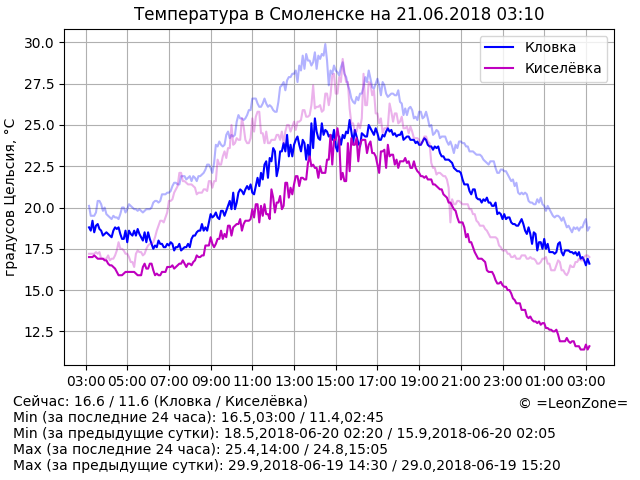 Температура в Смоленске на 21.06.2018 03:10
градусов Цельсия, °C
30.0
27.5
25.0
22.5
20.0
17.5
15.0
12.5
Кловка
Киселёвка
03:00 05:00 07:00 09:00 11:00 13:00 15:00 17:00 19:00 21:00 23:00 01:00 03:00
Сейчас: 16.6 / 11.6 (Кловка / Киселёвка)
© =LeonZone=
Min (за последние 24 часа): 16.5,03:00 / 11.4,02:45
Min (за предыдущие сутки): 18.5,2018-06-20 02:20 / 15.9,2018-06-20 02:05
Max (за последние 24 часа): 25.4,14:00 / 24.8,15:05
Max (за предыдущие сутки): 29.9,2018-06-19 14:30 / 29.0,2018-06-19 15:20